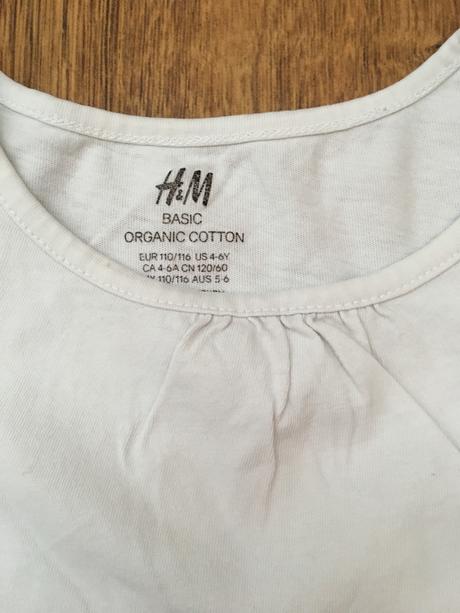 H&M
BASIC
ORGANIC COTTON
EUR 110/116 US 4-6Y
CA 4-6A CN 120/60
110/116 AUS 5-6